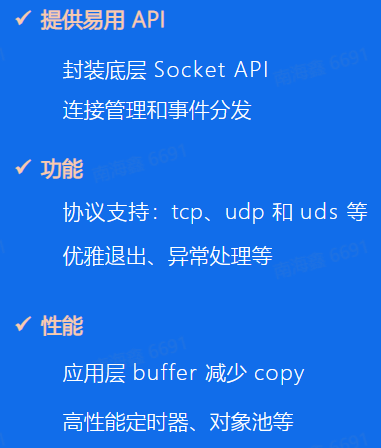 ✓ 提供易用 API
封装底层 Socket API
连接管理和事件分发
✓ 功能
协议支持：tcp、udp 和 uds 等
优雅退出、异常处理等
✓ 性能
应用层 buffer 减少 copy
高性能定时器、对象池等